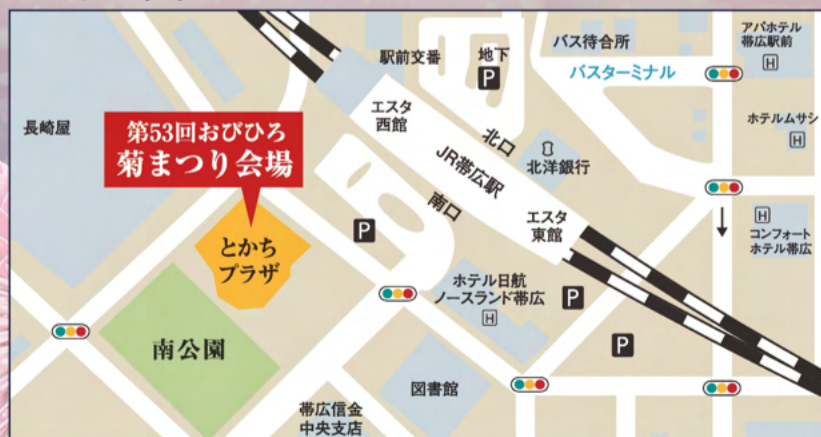 アパホテル
帯広駅前
H
バス待合所
バスターミナル
駅前交番
地下
P
エスタ
西館
長崎屋
第53回おびひろ
菊まつり会場
ホテルムサシ
H
北口
JR帯広駅
南口
北洋銀行
エスタ
東館
H
コンフォート
ホテル帯広
とかち
プラザ
P
ホテル日航
ノースランド帯広
H
P
P
南公園
図書館
帯広信金
中央支店